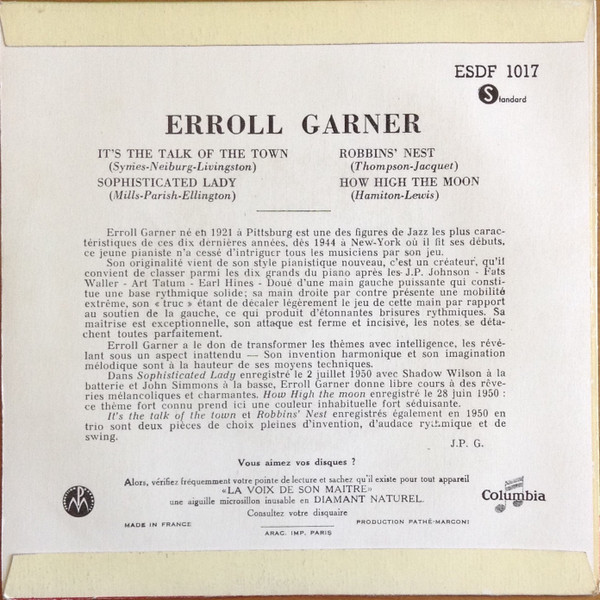 ESDF 1017
Standard
ERROLL GARNER
IT'S THE TALK OF THE TOWN
(Symes-Neiburg-Livingston)
SOPHISTICATED LADY
(Mills-Parish-Ellington)
ROBBINS' NEST
(Thompson-Jacquet)
HOW HIGH THE MOON
(Hamiton-Lewis)
Erroll Garner né en 1921 à Pittsburg est une des figures de Jazz les plus carac-
téristiques de ces dix dernières années, dès 1944 à New-York où il fit ses débuts,
ce jeune pianiste n'a cessé d'intriguer tous les musiciens par son jeu.
Son originalité vient de son style pianistique nouveau, c'est un créateur, qu'il
convient de classer parmi les dix grands du piano après les J.P. Johnson - Fats
Waller - Art Tatum - Earl Hines - Doué d'une main gauche puissante qui consti-
tue une base rythmique solide; sa main droite par contre présente une mobilité
extrême, son « truc » étant de décaler légèrement le jeu de cette main par rapport
au soutien de la gauche, ce qui produit d'étonnantes brisures rythmiques. Sa
maîtrise est exceptionnelle, son attaque est ferme et incisive, les notes se déta-
chent toutes parfaitement.
Erroll Garner a le don de transformer les thèmes avec intelligence, les révé-
lant sous un aspect inattendu — Son invention harmonique et son imagination
mélodique sont à la hauteur de ses moyens techniques.
Dans Sophisticated Lady enregistré le 2 juillet 1950 avec Shadow Wilson à la
batterie et John Simmons à la basse, Erroll Garner donne libre cours à des rêve-
ries mélancoliques et charmantes. How High the moon enregistré le 28 juin 1950 :
ce thème fort connu prend ici une couleur inhabituelle fort séduisante.
It's the talk of the town et Robbins' Nest enregistrés également en 1950 en
trio sont deux pièces de choix pleines d'invention, d'audace rythmique et de
swing.
J.P. G.
Vous aimez vos disques ?
Alors, vérifiez fréquemment votre pointe de lecture et sachez qu'il existe pour tout appareil
«LA VOIX DE SON MAITRE»
une aiguille microsillon inusable en DIAMANT NATUREL.
Consultez votre disquaire
PM
Columbia
MADE IN FRANCE
PRODUCTION PATHÉ-MARCONI
ARAC. IMP. PARIS